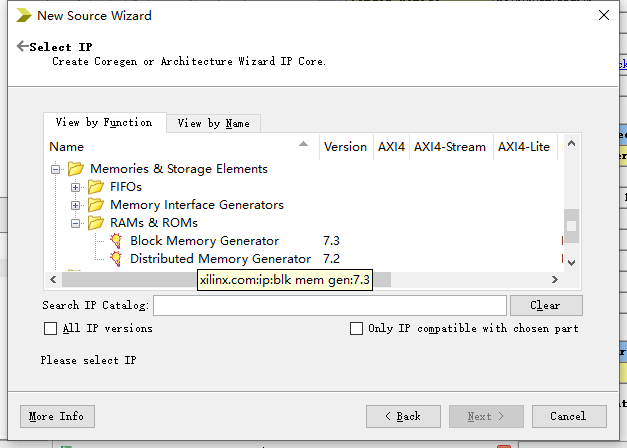 New Source Wizard
Select IP
Create Coregen or Architecture Wizard IP Core.
View by Function
View by Name
Name Version AXI4 AXI4-Stream AXI4-Lite
Memories & Storage Elements
FIFOs
Memory Interface Generators
RAMs & ROMs
Block Memory Generator 7.3
Distributed Memory Generator 7.2
xilinx.com:ip:blk mem gen:7.3
Search IP Catalog:
Clear
All IP versions
Only IP compatible with chosen part
Please select IP
More Info
< Back
Next >
Cancel